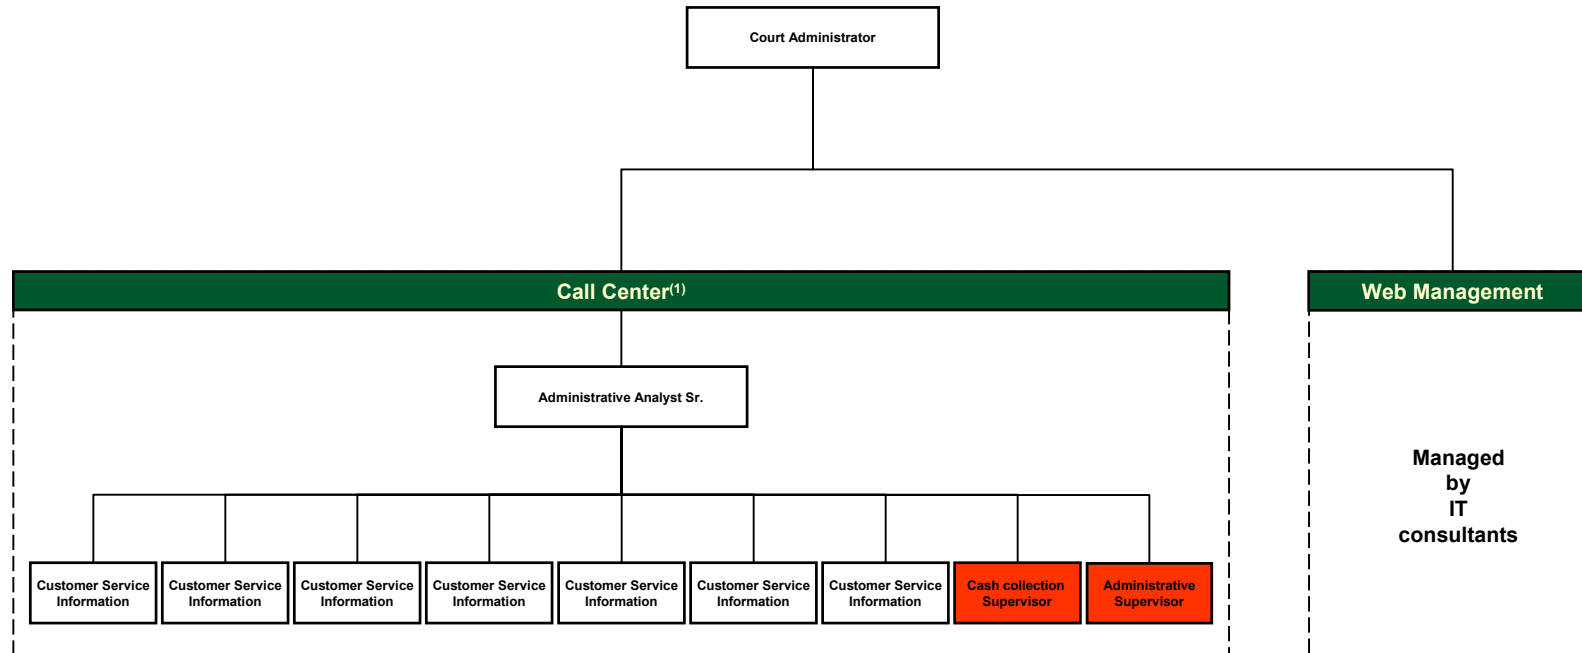 Court Administrator
Call Center(1)
Web Management
Administrative Analyst Sr.
Managed
by
IT
consultants
Customer Service
Information
Customer Service
Information
Customer Service
Information
Customer Service
Information
Customer Service
Information
Customer Service
Information
Customer Service
Information
Cash collection
Supervisor
Administrative
Supervisor